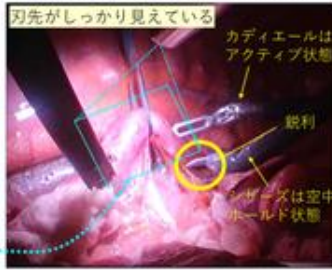 刃先がしっかり見えている
カディエールは
アクティブ状態
鋭利
シザーズは空中
ホールド状態